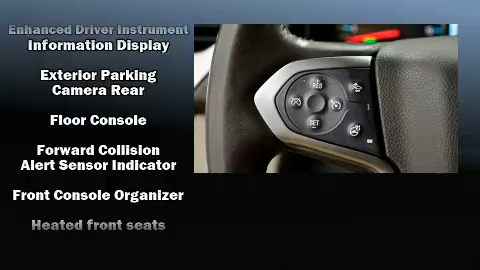 Enhanced Driver Instrument
Information Display
Exterior Parking
Camera Rear
Floor Console
Forward Collision
Alert Sensor Indicator
Front Console Organizer
Heated front seats
+
RES
SET
-